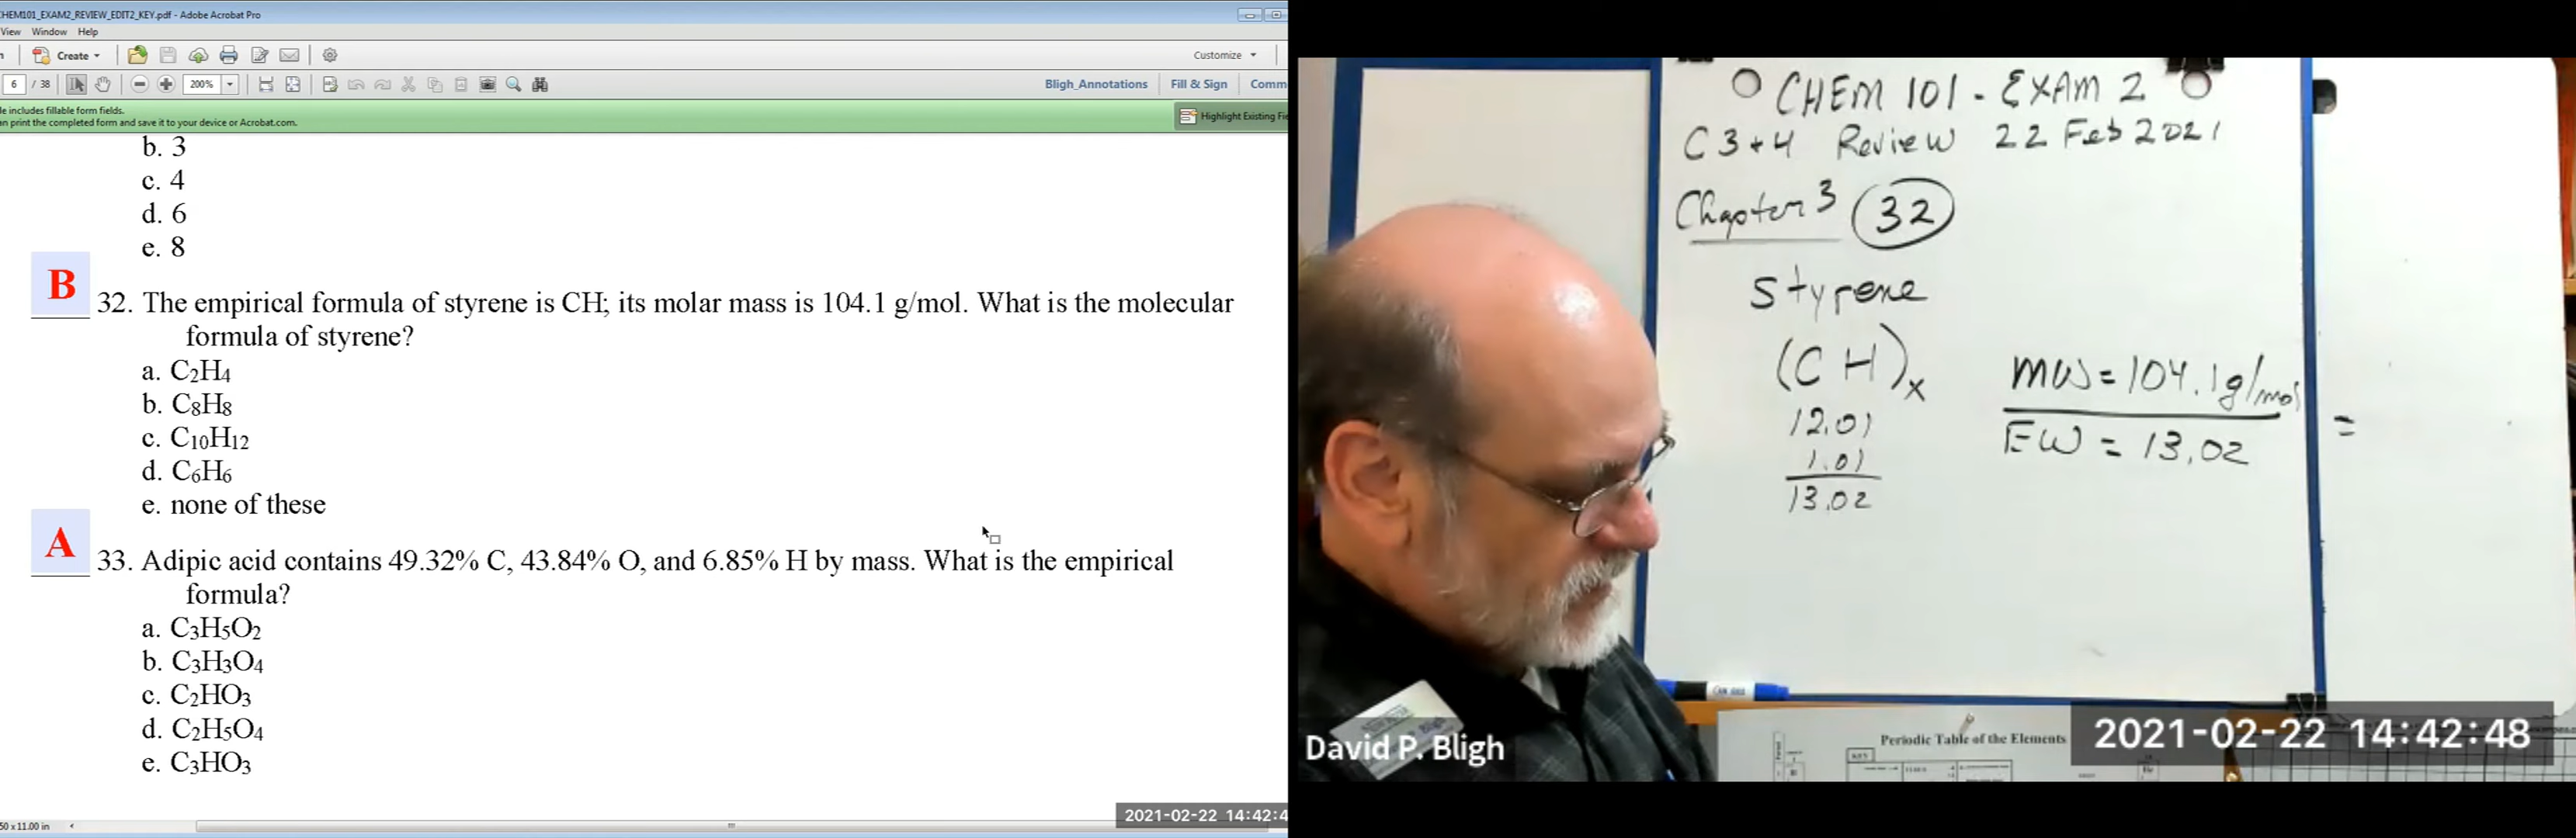 CHEM101_EXAM2_REVIEW_EDIT2_KEY.pdf - Adobe Acrobat Pro
View Window Help
Create
Customize
6 / 38
200%
Bligh_Annotations
Fill & Sign
Comm
includes fillable form fields.
print the completed form and save it to your device or Acrobat.com.
Highlight Existing Fie
b. 3
c. 4
d. 6
e. 8
B
32. The empirical formula of styrene is CH; its molar mass is 104.1 g/mol. What is the molecular
formula of styrene?
a. C₂H₄
b. C₈H₈
c. C₁₀H₁₂
d. C₆H₆
e. none of these
A
33. Adipic acid contains 49.32% C, 43.84% O, and 6.85% H by mass. What is the empirical
formula?
a. C₃H₅O₂
b. C₃H₃O₄
c. C₂HO₃
d. C₂H₅O₄
e. C₃HO₃
50 x 11.00 in
2021-02-22 14:42:4
CHEM 101 - EXAM 2
C 3+4 Review 22 Feb 2021
Chapter 3 32
styrene
(CH)x
12.01
1.01
13.02
MW = 104.1 g/mol
EW = 13.02
=
David P. Bligh
Periodic Table of the Elements
2021-02-22 14:42:48